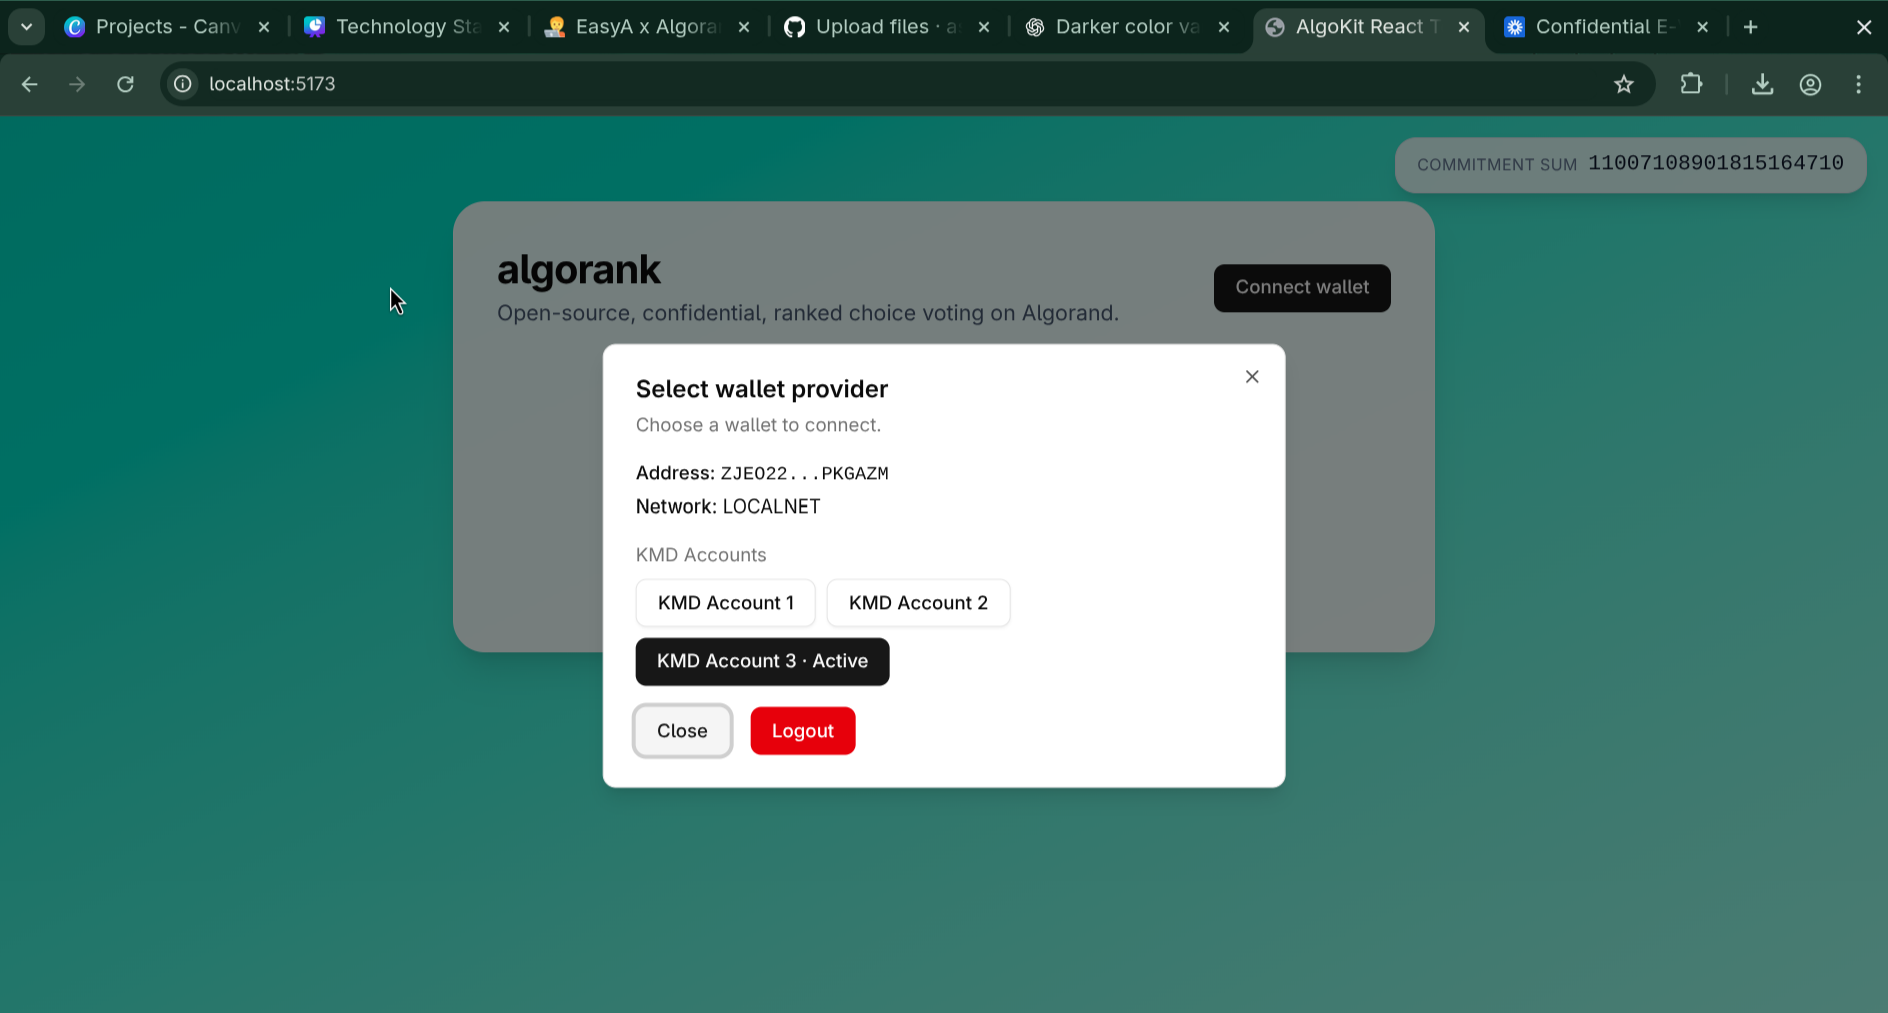 Projects - Canv
Technology Sta
EasyA x Algora
Upload files · a
Darker color va
AlgoKit React T
Confidential E-
localhost:5173
COMMITMENT SUM 11007108901815164710
algorank
Open-source, confidential, ranked choice voting on Algorand.
Connect wallet
Select wallet provider
Choose a wallet to connect.
Address: ZJEO22...PKGAZM
Network: LOCALNET
KMD Accounts
KMD Account 1
KMD Account 2
KMD Account 3 · Active
Close
Logout